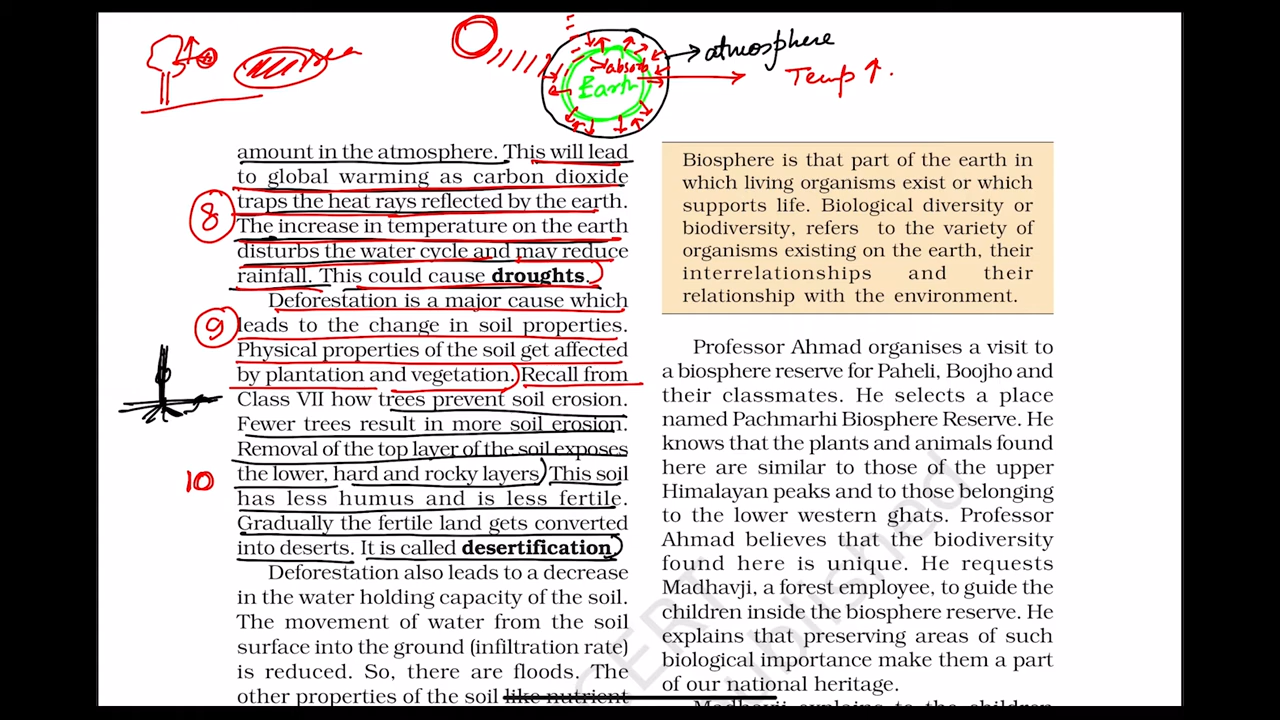 atmosphere
absorb
Earth
Temp ↑.
amount in the atmosphere. This will lead
to global warming as carbon dioxide
traps the heat rays reflected by the earth.
8
The increase in temperature on the earth
disturbs the water cycle and may reduce
rainfall. This could cause droughts.
Deforestation is a major cause which
9
leads to the change in soil properties.
Physical properties of the soil get affected
by plantation and vegetation. Recall from
Class VII how trees prevent soil erosion.
Fewer trees result in more soil erosion.
Removal of the top layer of the soil exposes
the lower, hard and rocky layers. This soil
10
has less humus and is less fertile.
Gradually the fertile land gets converted
into deserts. It is called desertification.
Deforestation also leads to a decrease
in the water holding capacity of the soil.
The movement of water from the soil
surface into the ground (infiltration rate)
is reduced. So, there are floods. The
other properties of the soil like nutrient
Biosphere is that part of the earth in
which living organisms exist or which
supports life. Biological diversity or
biodiversity, refers to the variety of
organisms existing on the earth, their
interrelationships and their
relationship with the environment.
Professor Ahmad organises a visit to
a biosphere reserve for Paheli, Boojho and
their classmates. He selects a place
named Pachmarhi Biosphere Reserve. He
knows that the plants and animals found
here are similar to those of the upper
Himalayan peaks and to those belonging
to the lower western ghats. Professor
Ahmad believes that the biodiversity
found here is unique. He requests
Madhavji, a forest employee, to guide the
children inside the biosphere reserve. He
explains that preserving areas of such
biological importance make them a part
of our national heritage.
Madhavji explains to the children